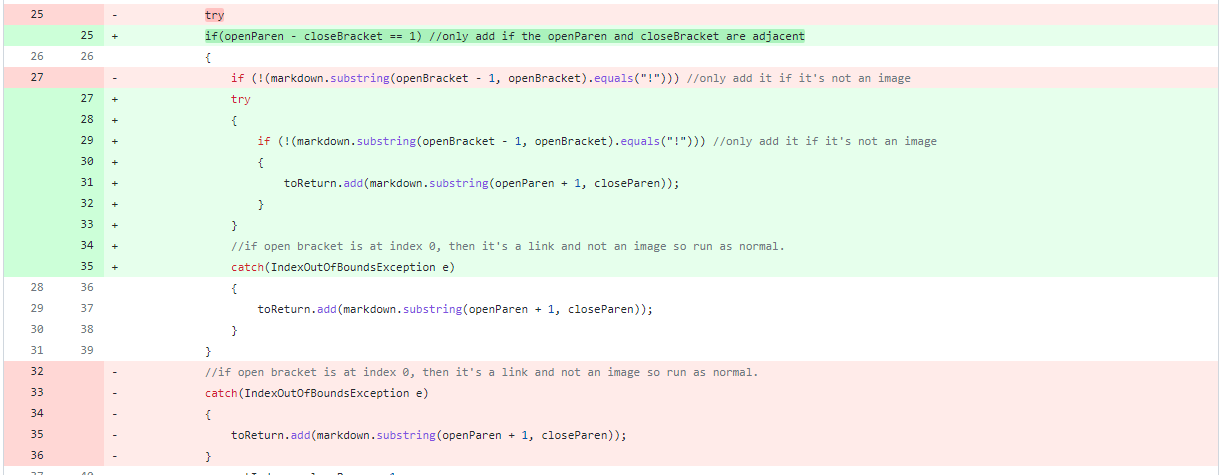 25 - try
25 + if(openParen - closeBracket == 1) //only add if the openParen and closeBracket are adjacent
26 26 {
27 - if (!(markdown.substring(openBracket - 1, openBracket).equals("!"))) //only add it if it's not an image
27 + try
28 + {
29 + if (!(markdown.substring(openBracket - 1, openBracket).equals("!"))) //only add it if it's not an image
30 + {
31 + toReturn.add(markdown.substring(openParen + 1, closeParen));
32 + }
33 + }
34 + //if open bracket is at index 0, then it's a link and not an image so run as normal.
35 + catch(IndexOutOfBoundsException e)
28 36 {
29 37 toReturn.add(markdown.substring(openParen + 1, closeParen));
30 38 }
31 39 }
32 - //if open bracket is at index 0, then it's a link and not an image so run as normal.
33 - catch(IndexOutOfBoundsException e)
34 - {
35 - toReturn.add(markdown.substring(openParen + 1, closeParen));
36 - }
37 40